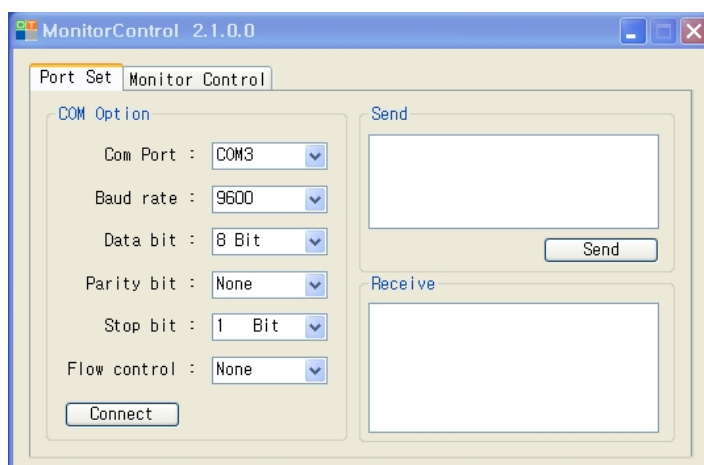 MonitorControl 2.1.0.0
Port Set
Monitor Control
COM Option
Com Port : COM3
Baud rate : 9600
Data bit : 8 Bit
Parity bit : None
Stop bit : 1 Bit
Flow control : None
Connect
Send
Send
Receive